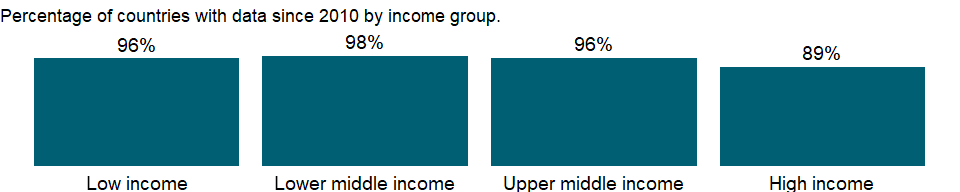 Percentage of countries with data since 2010 by income group.
96%
98%
96%
89%
Low income
Lower middle income
Upper middle income
High income